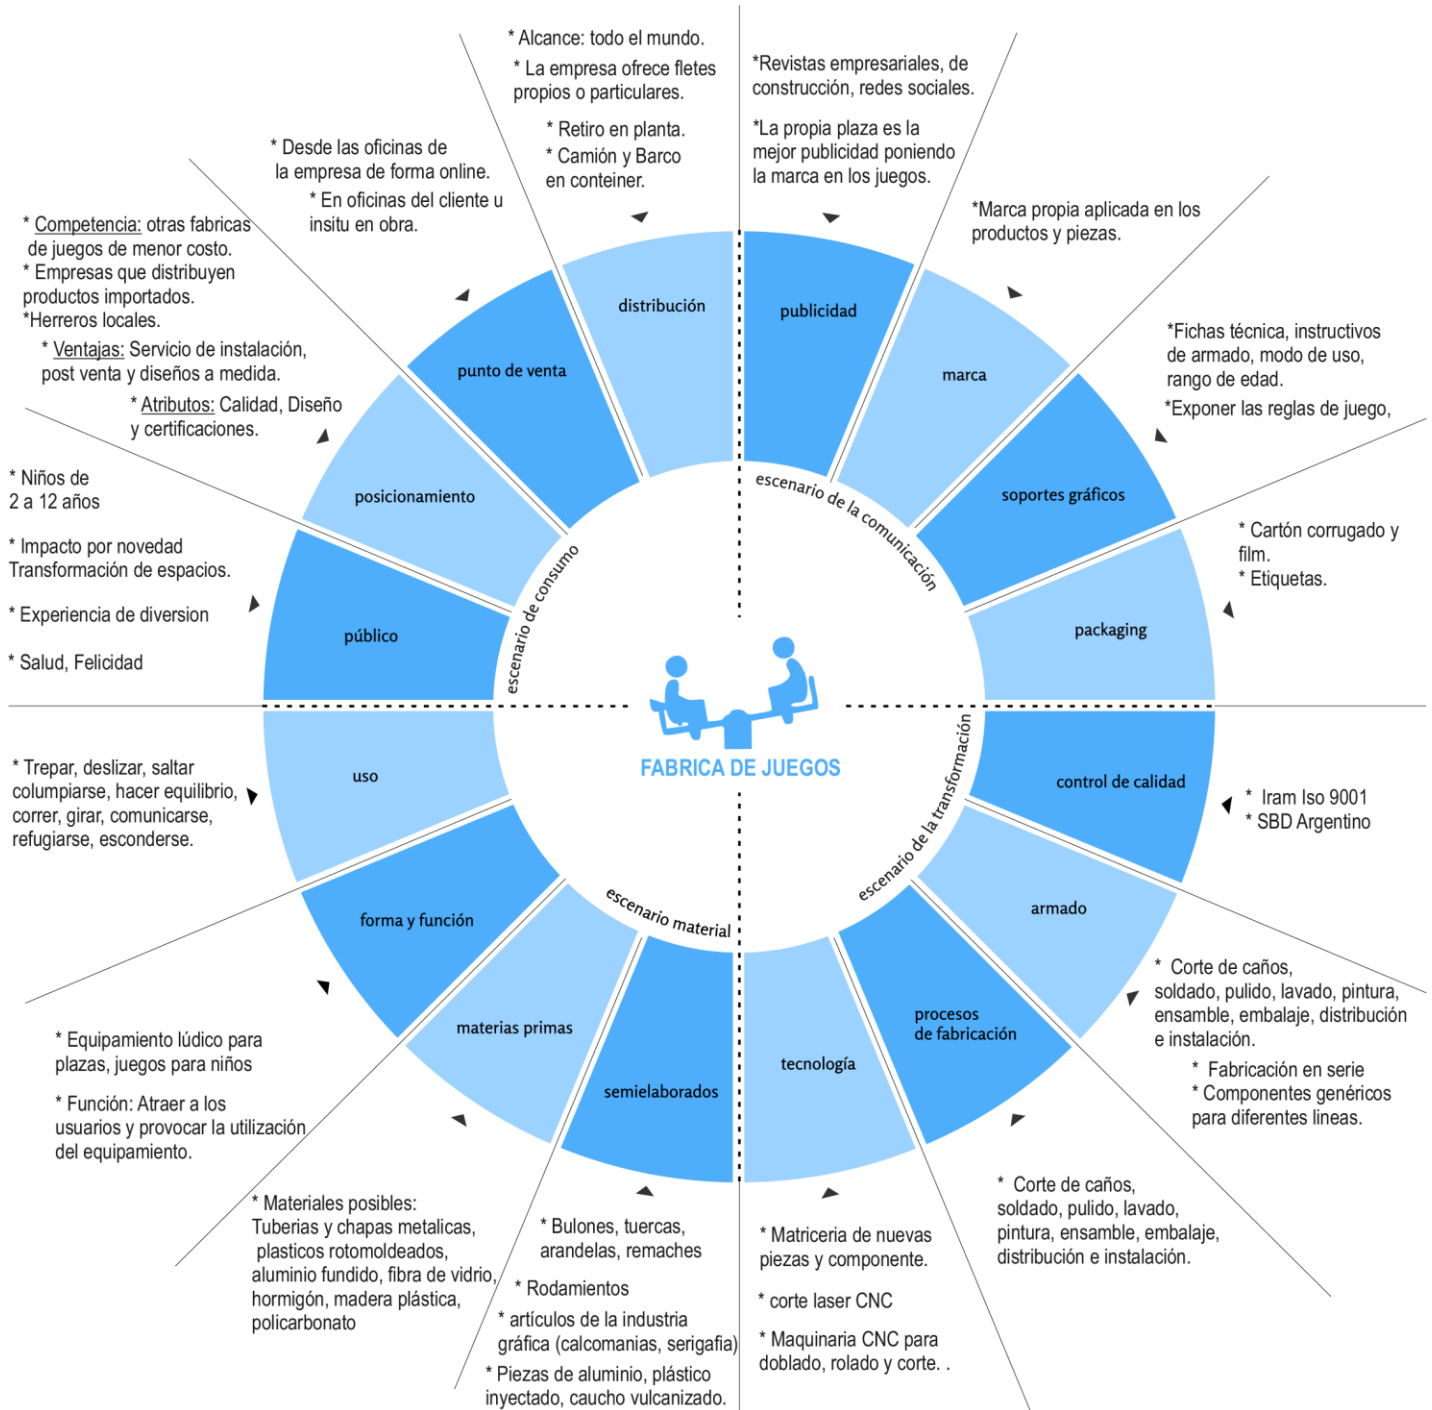 * Alcance: todo el mundo.
* La empresa ofrece fletes
propios o particulares.
* Retiro en planta.
* Camión y Barco
en conteiner.
*Revistas empresariales, de
construcción, redes sociales.
*La propia plaza es la
mejor publicidad poniendo
la marca en los juegos.
* Desde las oficinas de
la empresa de forma online.
* En oficinas del cliente u
insitu en obra.
*Marca propia aplicada en los
productos y piezas.
* Competencia: otras fabricas
de juegos de menor costo.
* Empresas que distribuyen
productos importados.
*Herreros locales.
* Ventajas: Servicio de instalación,
post venta y diseños a medida.
* Atributos: Calidad, Diseño
y certificaciones.
*Fichas técnica, instructivos
de armado, modo de uso,
rango de edad.
*Exponer las reglas de juego,
* Niños de
2 a 12 años
* Impacto por novedad
Transformación de espacios.
* Experiencia de diversion
* Salud, Felicidad
* Cartón corrugado y
film.
* Etiquetas.
distribución
publicidad
punto de venta
marca
posicionamiento
soportes gráficos
público
packaging
escenario de consumo
escenario de la comunicación
FABRICA DE JUEGOS
escenario material
escenario de la transformación
uso
control de calidad
forma y función
armado
materias primas
procesos
de fabricación
semielaborados
tecnología
* Trepar, deslizar, saltar
columpiarse, hacer equilibrio,
correr, girar, comunicarse,
refugiarse, esconderse.
* Iram Iso 9001
* SBD Argentino
* Equipamiento lúdico para
plazas, juegos para niños
* Función: Atraer a los
usuarios y provocar la utilización
del equipamiento.
* Corte de caños,
soldado, pulido, lavado, pintura,
ensamble, embalaje, distribución
e instalación.
* Fabricación en serie
* Componentes genéricos
para diferentes lineas.
* Materiales posibles:
Tuberias y chapas metalicas,
plasticos rotomoldeados,
aluminio fundido, fibra de vidrio,
hormigón, madera plástica,
policarbonato
* Bulones, tuercas,
arandelas, remaches
* Rodamientos
* artículos de la industria
gráfica (calcomanias, serigafia)
* Piezas de aluminio, plástico
inyectado, caucho vulcanizado.
* Matriceria de nuevas
piezas y componente.
* corte laser CNC
* Maquinaria CNC para
doblado, rolado y corte. .
* Corte de caños,
soldado, pulido, lavado,
pintura, ensamble, embalaje,
distribución e instalación.